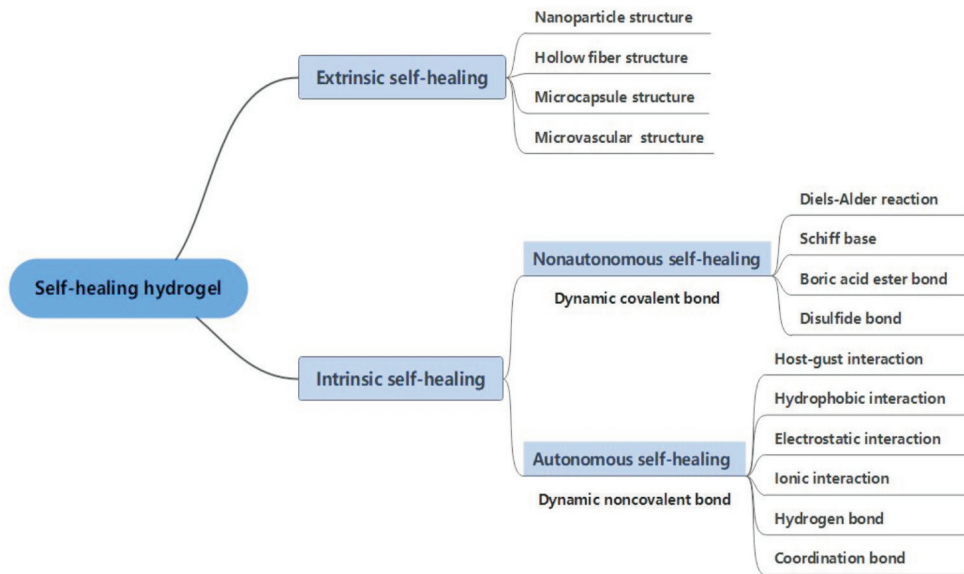 Self-healing hydrogel
Extrinsic self-healing
Nanoparticle structure
Hollow fiber structure
Microcapsule structure
Microvascular structure
Intrinsic self-healing
Nonautonomous self-healing
Dynamic covalent bond
Diels-Alder reaction
Schiff base
Boric acid ester bond
Disulfide bond
Autonomous self-healing
Dynamic noncovalent bond
Host-gust interaction
Hydrophobic interaction
Electrostatic interaction
Ionic interaction
Hydrogen bond
Coordination bond